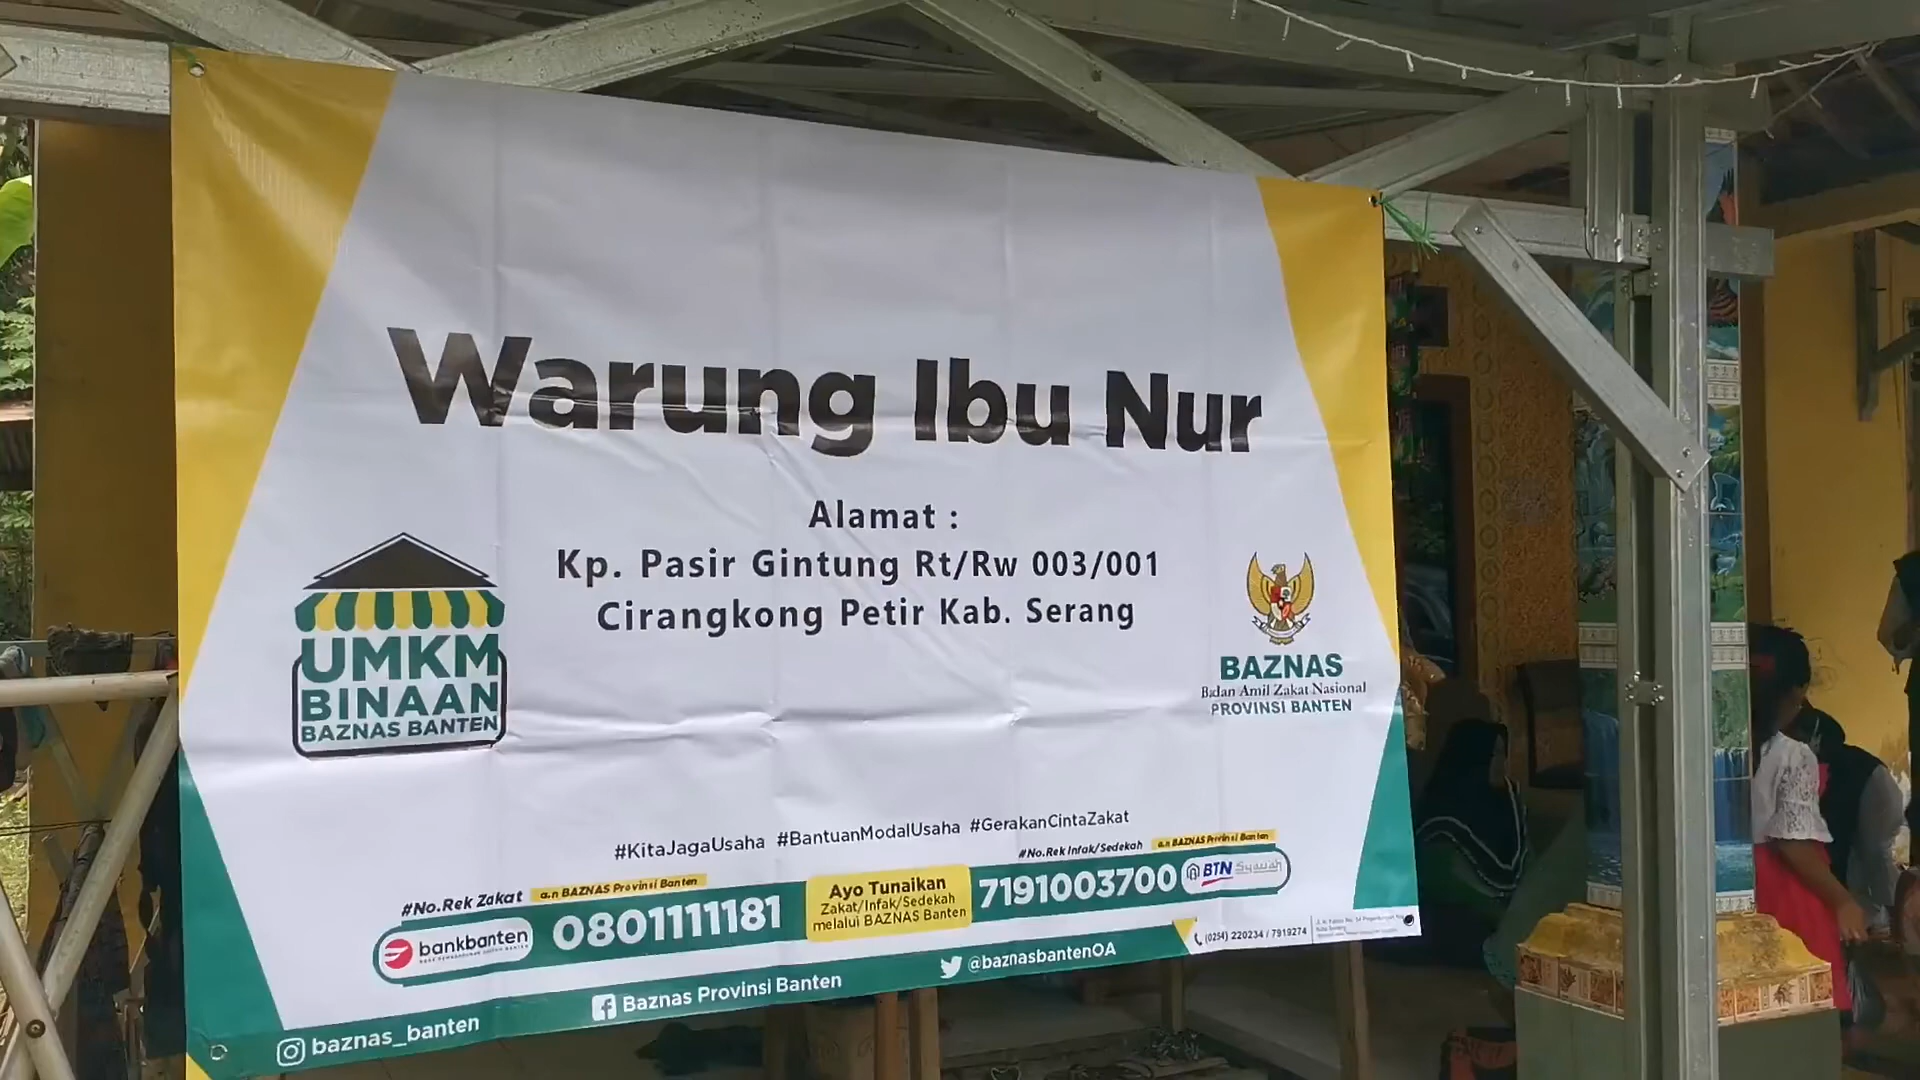 Warung Ibu Nur
Alamat :
Kp. Pasir Gintung Rt/Rw 003/001
Cirangkong Petir Kab. Serang
UMKM
BINAAN
BAZNAS BANTEN
BAZNAS
Badan Amil Zakat Nasional
PROVINSI BANTEN
#KitaJagaUsaha #BantuanModalUsaha #GerakanCintaZakat
#No.Rek Zakat a.n BAZNAS Provinsi Banten
bankbanten
0801111181
Ayo Tunaikan
Zakat/Infak/Sedekah
melalui BAZNAS Banten
#No.Rek Infak/Sedekah a.n BAZNAS Provinsi Banten
7191003700
BTN Syariah
baznas_banten
Baznas Provinsi Banten
@baznasbantenOA
(0254) 220234 / 7919274